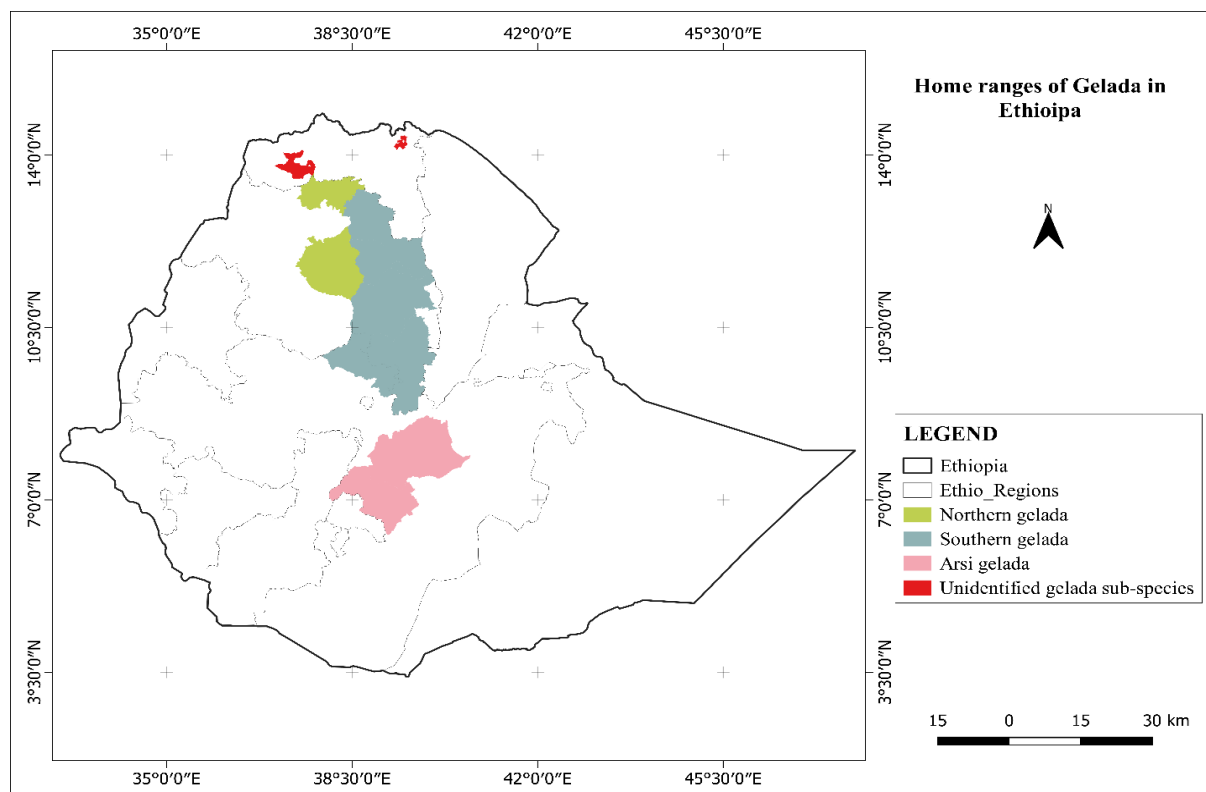 35°0′0″E 38°30′0″E 42°0′0″E 45°30′0″E
Home ranges of Gelada in
Ethioipa
14°0′0″N 14°0′0″N
N
10°30′0″N 10°30′0″N
LEGEND
Ethiopia
Ethio_Regions
Northern gelada
Southern gelada
Arsi gelada
Unidentified gelada sub-species
7°0′0″N 7°0′0″N
3°30′0″N 3°30′0″N
15 0 15 30 km
35°0′0″E 38°30′0″E 42°0′0″E 45°30′0″E